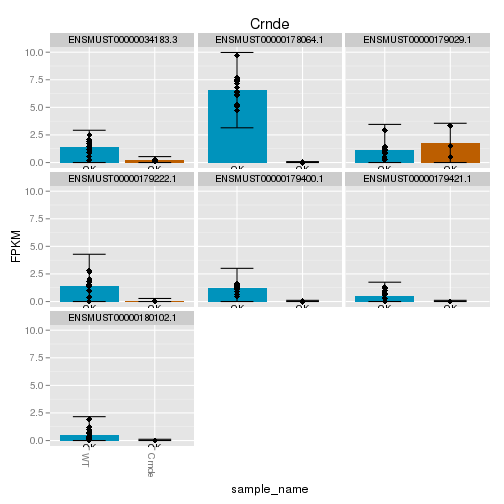 Crnde
ENSMUST00000034183.3 ENSMUST00000178064.1 ENSMUST00000179029.1
10.0
7.5
5.0
2.5
0.0
ENSMUST00000179222.1 ENSMUST00000179400.1 ENSMUST00000179421.1
10.0
7.5
5.0
2.5
0.0
FPKM
ENSMUST00000180102.1
10.0
7.5
5.0
2.5
0.0
WT
Crnde
sample_name